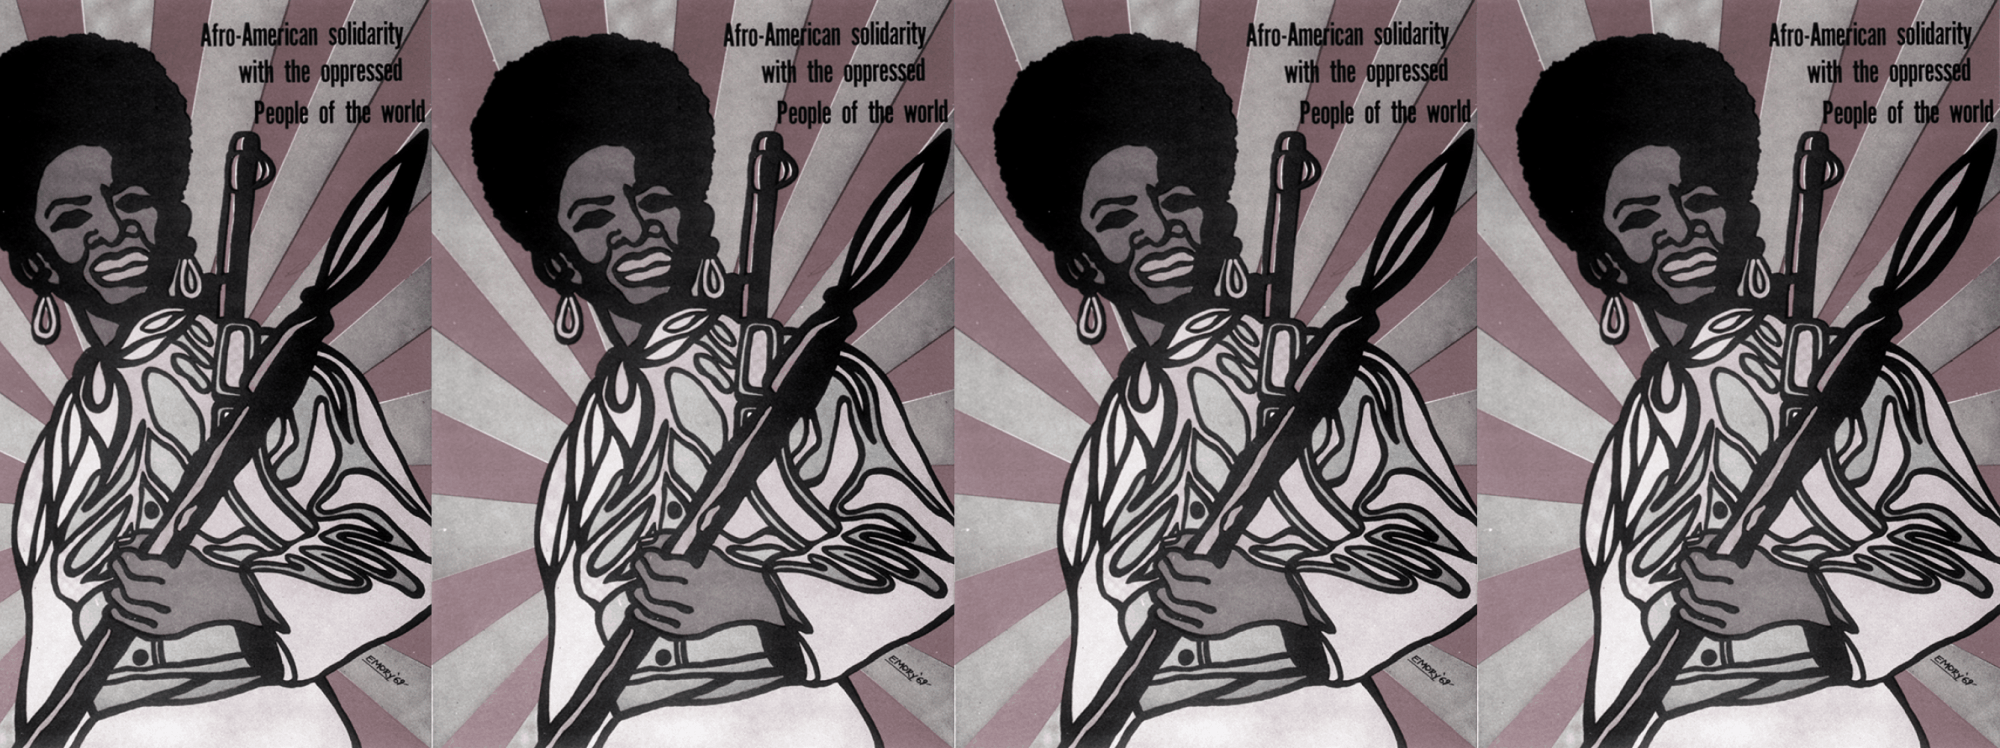 Afro-American solidarity
with the oppressed
People of the world
EMORY '69
Afro-American solidarity
with the oppressed
People of the world
EMORY '69
Afro-American solidarity
with the oppressed
People of the world
EMORY '69
Afro-American solidarity
with the oppressed
People of the world
EMORY '69